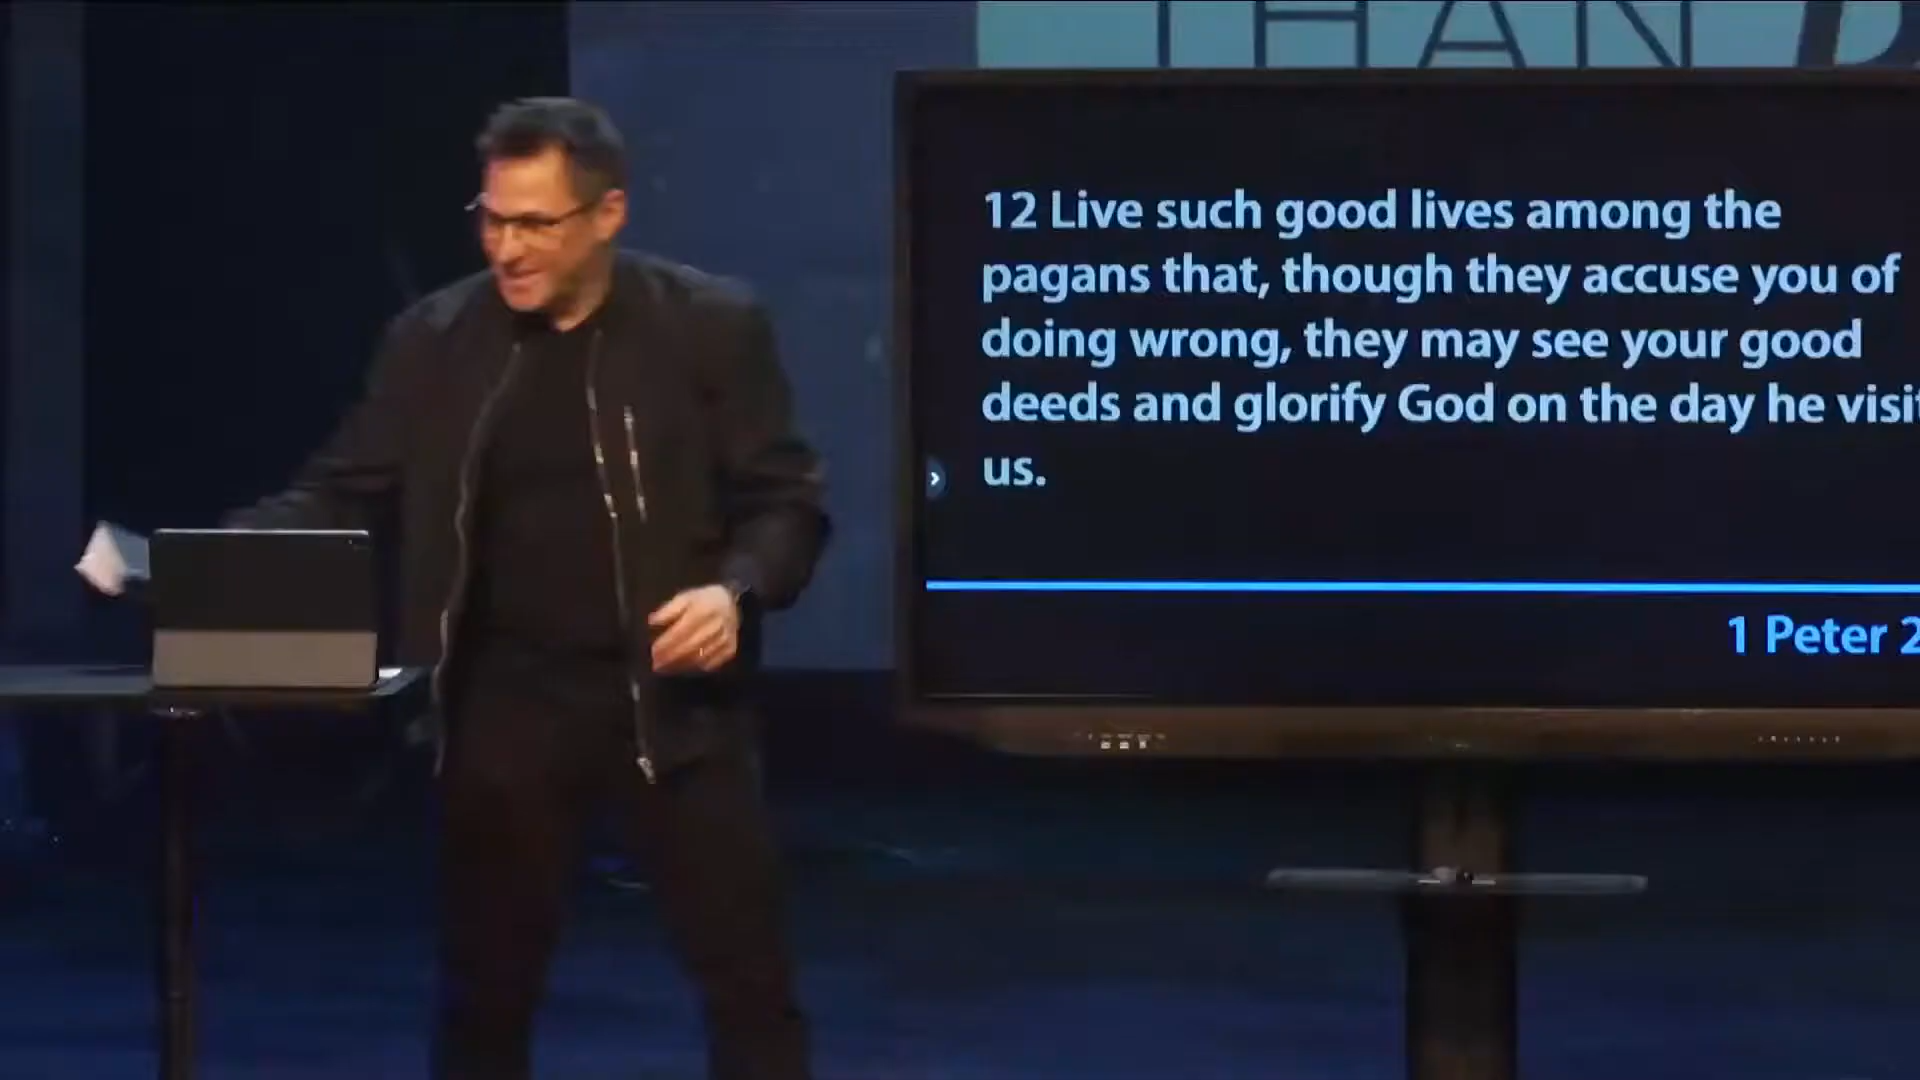 THAN
12 Live such good lives among the
pagans that, though they accuse you of
doing wrong, they may see your good
deeds and glorify God on the day he visit
us.
1 Peter 2